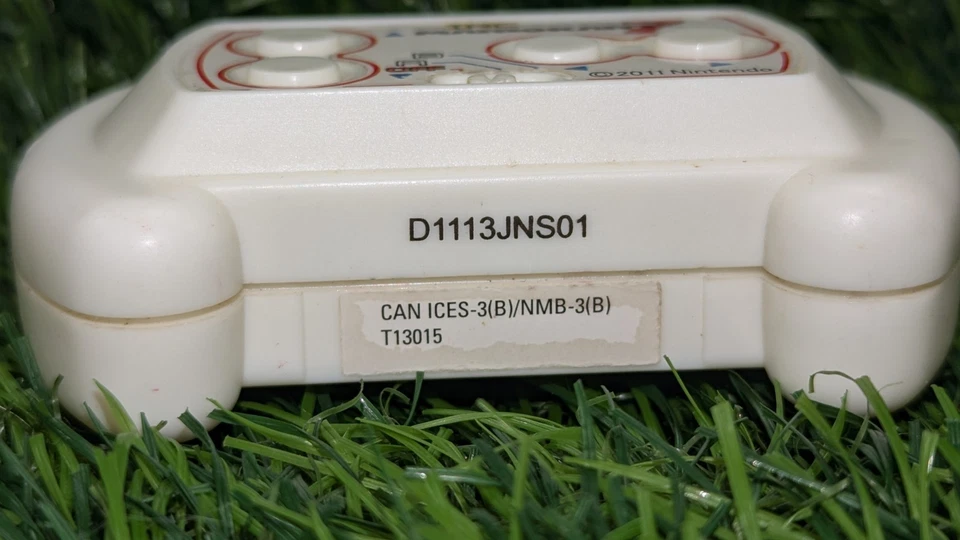 ©2011 Nintendo
D1113JNS01
CAN ICES-3(B)/NMB-3(B)
T13015